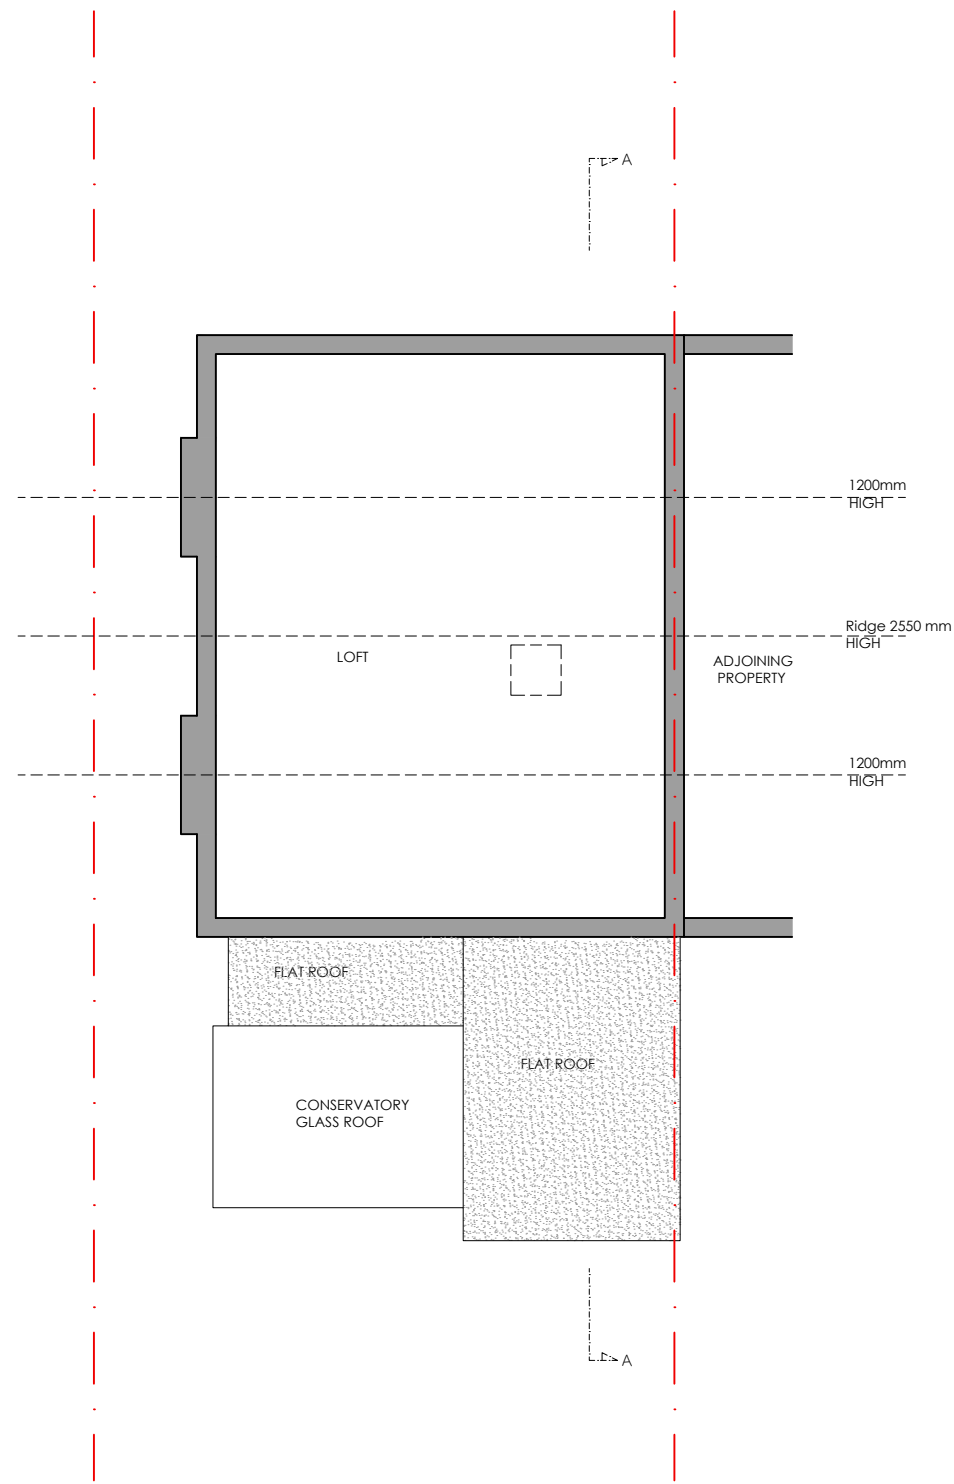 A
1200mm
HIGH
Ridge 2550 mm
HIGH
LOFT
ADJOINING
PROPERTY
1200mm
HIGH
FLAT ROOF
FLAT ROOF
CONSERVATORY
GLASS ROOF
A